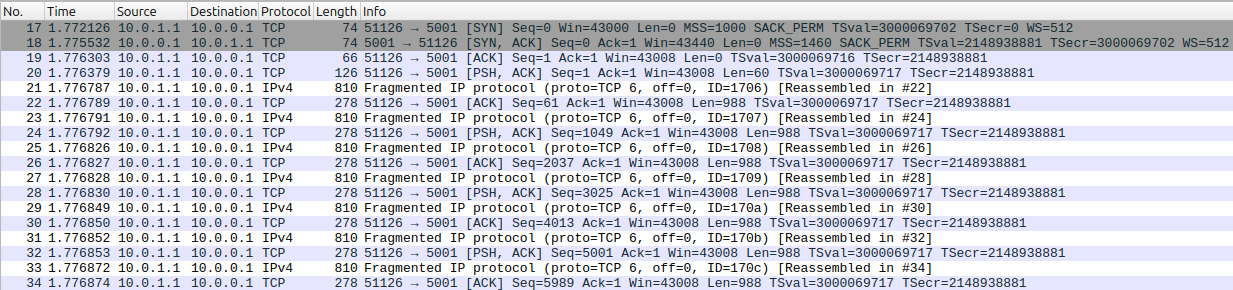 No. Time Source Destination Protocol Length Info
17 1.772126 10.0.1.1 10.0.0.1 TCP 74 51126 → 5001 [SYN] Seq=0 Win=43000 Len=0 MSS=1000 SACK_PERM TSval=3000069702 TSecr=0 WS=512
18 1.775532 10.0.0.1 10.0.1.1 TCP 74 5001 → 51126 [SYN, ACK] Seq=0 Ack=1 Win=43440 Len=0 MSS=1460 SACK_PERM TSval=2148938881 TSecr=3000069702 WS=512
19 1.776303 10.0.1.1 10.0.0.1 TCP 66 51126 → 5001 [ACK] Seq=1 Ack=1 Win=43008 Len=0 TSval=3000069716 TSecr=2148938881
20 1.776379 10.0.1.1 10.0.0.1 TCP 126 51126 → 5001 [PSH, ACK] Seq=1 Ack=1 Win=43008 Len=60 TSval=3000069717 TSecr=2148938881
21 1.776787 10.0.1.1 10.0.0.1 IPv4 810 Fragmented IP protocol (proto=TCP 6, off=0, ID=1706) [Reassembled in #22]
22 1.776789 10.0.1.1 10.0.0.1 TCP 278 51126 → 5001 [ACK] Seq=61 Ack=1 Win=43008 Len=988 TSval=3000069717 TSecr=2148938881
23 1.776791 10.0.1.1 10.0.0.1 IPv4 810 Fragmented IP protocol (proto=TCP 6, off=0, ID=1707) [Reassembled in #24]
24 1.776792 10.0.1.1 10.0.0.1 TCP 278 51126 → 5001 [PSH, ACK] Seq=1049 Ack=1 Win=43008 Len=988 TSval=3000069717 TSecr=2148938881
25 1.776826 10.0.1.1 10.0.0.1 IPv4 810 Fragmented IP protocol (proto=TCP 6, off=0, ID=1708) [Reassembled in #26]
26 1.776827 10.0.1.1 10.0.0.1 TCP 278 51126 → 5001 [ACK] Seq=2037 Ack=1 Win=43008 Len=988 TSval=3000069717 TSecr=2148938881
27 1.776828 10.0.1.1 10.0.0.1 IPv4 810 Fragmented IP protocol (proto=TCP 6, off=0, ID=1709) [Reassembled in #28]
28 1.776830 10.0.1.1 10.0.0.1 TCP 278 51126 → 5001 [PSH, ACK] Seq=3025 Ack=1 Win=43008 Len=988 TSval=3000069717 TSecr=2148938881
29 1.776849 10.0.1.1 10.0.0.1 IPv4 810 Fragmented IP protocol (proto=TCP 6, off=0, ID=170a) [Reassembled in #30]
30 1.776850 10.0.1.1 10.0.0.1 TCP 278 51126 → 5001 [ACK] Seq=4013 Ack=1 Win=43008 Len=988 TSval=3000069717 TSecr=2148938881
31 1.776852 10.0.1.1 10.0.0.1 IPv4 810 Fragmented IP protocol (proto=TCP 6, off=0, ID=170b) [Reassembled in #32]
32 1.776853 10.0.1.1 10.0.0.1 TCP 278 51126 → 5001 [PSH, ACK] Seq=5001 Ack=1 Win=43008 Len=988 TSval=3000069717 TSecr=2148938881
33 1.776872 10.0.1.1 10.0.0.1 IPv4 810 Fragmented IP protocol (proto=TCP 6, off=0, ID=170c) [Reassembled in #34]
34 1.776874 10.0.1.1 10.0.0.1 TCP 278 51126 → 5001 [ACK] Seq=5989 Ack=1 Win=43008 Len=988 TSval=3000069717 TSecr=2148938881